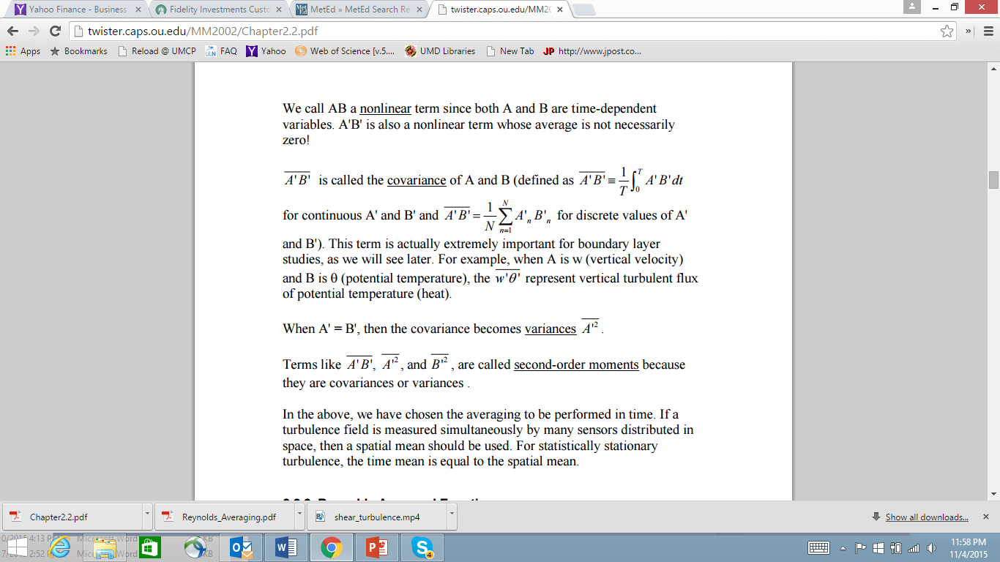 Yahoo Finance - Business
Fidelity Investments Custo
MetEd » MetEd Search Re
twister.caps.ou.edu/MM20
twister.caps.ou.edu/MM2002/Chapter2.2.pdf
Apps Bookmarks Reload @ UMCP FAQ Yahoo Web of Science [v.5.... UMD Libraries New Tab JP http://www.jpost.co...
We call AB a nonlinear term since both A and B are time-dependent
variables. A'B' is also a nonlinear term whose average is not necessarily
zero!
$\overline{A'B'}$ is called the covariance of A and B (defined as $\overline{A'B'} \equiv \frac{1}{T}\int_0^T A'B'dt$
for continuous A' and B' and $\overline{A'B'} = \frac{1}{N}\sum_{n=1}^{N} A'_n B'_n$ for discrete values of A'
and B'). This term is actually extremely important for boundary layer
studies, as we will see later. For example, when A is w (vertical velocity)
and B is θ (potential temperature), the $\overline{w'\theta'}$ represent vertical turbulent flux
of potential temperature (heat).
When A' = B', then the covariance becomes variances $\overline{A'^2}$ .
Terms like $\overline{A'B'}$, $\overline{A'^2}$, and $\overline{B'^2}$ , are called second-order moments because
they are covariances or variances .
In the above, we have chosen the averaging to be performed in time. If a
turbulence field is measured simultaneously by many sensors distributed in
space, then a spatial mean should be used. For statistically stationary
turbulence, the time mean is equal to the spatial mean.
Chapter2.2.pdf
Reynolds_Averaging.pdf
shear_turbulence.mp4
Show all downloads...
11:58 PM
11/4/2015